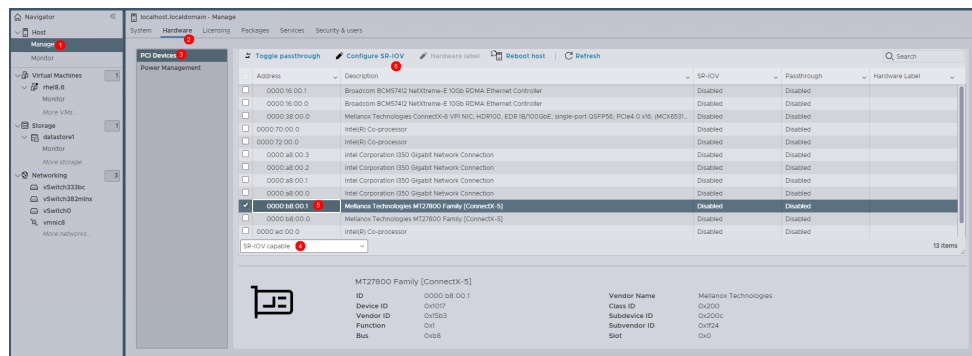 Navigator
localhost.localdomain - Manage
Host
Manage 1
Monitor
Virtual Machines 1
rhel8.6
Monitor
More VMs...
Storage 1
datastore1
Monitor
More storage...
Networking 3
vSwitch333bc
vSwitch382minx
vSwitch0
vmnic8
More networks...
System Hardware Licensing Packages Services Security & users
2
PCI Devices 3
Power Management
Toggle passthrough Configure SR-IOV Hardware label Reboot host Refresh Search
6
Address Description SR-IOV Passthrough Hardware Label
0000:16:00.1 Broadcom BCM57412 NetXtreme-E 10Gb RDMA Ethernet Controller Disabled Disabled
0000:16:00.0 Broadcom BCM57412 NetXtreme-E 10Gb RDMA Ethernet Controller Disabled Disabled
0000:38:00.0 Mellanox Technologies ConnectX-6 VPI NIC, HDR100, EDR IB/100GbE; single-port QSFP56; PCIe4.0 x16; (MCX6531... Disabled Disabled
0000:70:00.0 Intel(R) Co-processor Disabled Disabled
0000:72:00.0 Intel(R) Co-processor Disabled Disabled
0000:a8:00.3 Intel Corporation I350 Gigabit Network Connection Disabled Disabled
0000:a8:00.2 Intel Corporation I350 Gigabit Network Connection Disabled Disabled
0000:a8:00.1 Intel Corporation I350 Gigabit Network Connection Disabled Disabled
0000:a8:00.0 Intel Corporation I350 Gigabit Network Connection Disabled Disabled
0000:b8:00.1 5 Mellanox Technologies MT27800 Family [ConnectX-5] Disabled Disabled
0000:b8:00.0 Mellanox Technologies MT27800 Family [ConnectX-5] Disabled Disabled
0000:ed:00.0 Intel(R) Co-processor Disabled Disabled
SR-IOV capable 4 13 items
MT27800 Family [ConnectX-5]
ID 0000:b8:00.1 Vendor Name Mellanox Technologies
Device ID 0x1017 Class ID 0x200
Vendor ID 0x15b3 Subdevice ID 0x200c
Function 0x1 Subvendor ID 0x1f24
Bus 0xb8 Slot 0x0